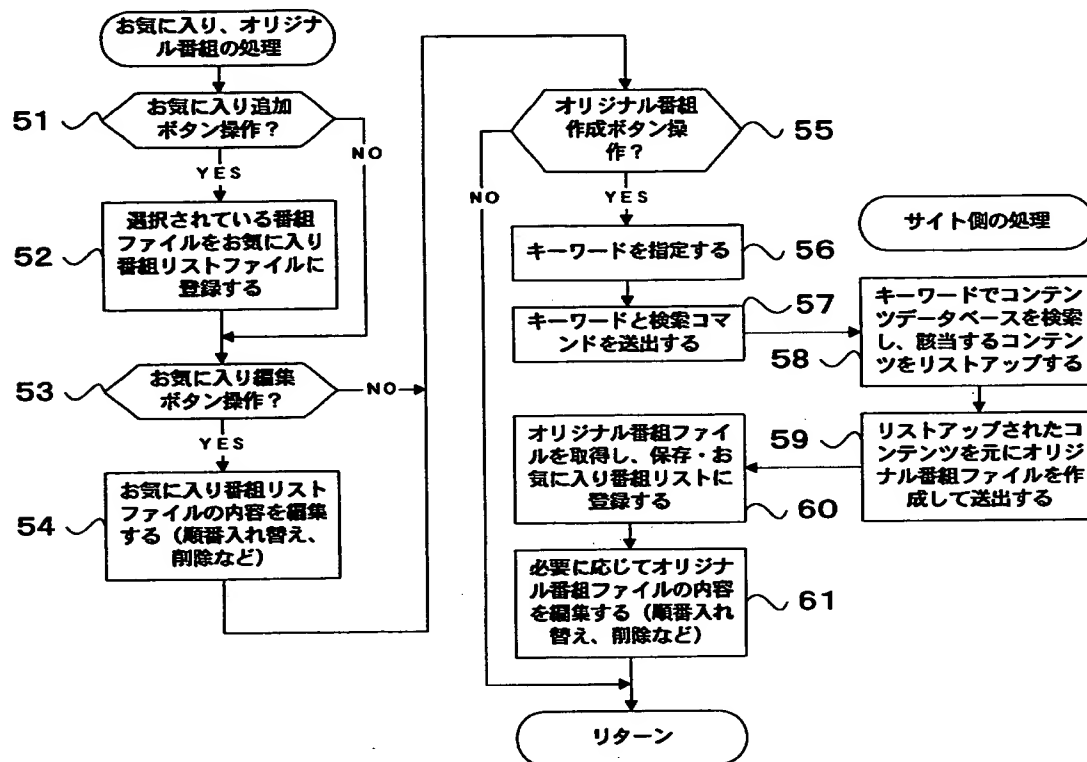 お気に入り、オリジナ
ル番組の処理
51
お気に入り追加
ボタン操作？
NO
YES
52
選択されている番組
ファイルをお気に入り
番組リストファイルに
登録する
53
お気に入り編集
ボタン操作？
NO
YES
54
お気に入り番組リスト
ファイルの内容を編集
する（順番入れ替え、
削除など）
オリジナル番組
作成ボタン操
作？
55
NO
YES
キーワードを指定する
56
キーワードと検索コマ
ンドを送出する
57
サイト側の処理
キーワードでコンテン
ツデータベースを検索
し、該当するコンテン
ツをリストアップする
58
リストアップされたコ
ンテンツを元にオリジ
ナル番組ファイルを作
成して送出する
59
オリジナル番組ファイ
ルを取得し、保存・お
気に入り番組リストに
登録する
60
必要に応じてオリジナ
ル番組ファイルの内容
を編集する（順番入れ
替え、削除など）
61
リターン